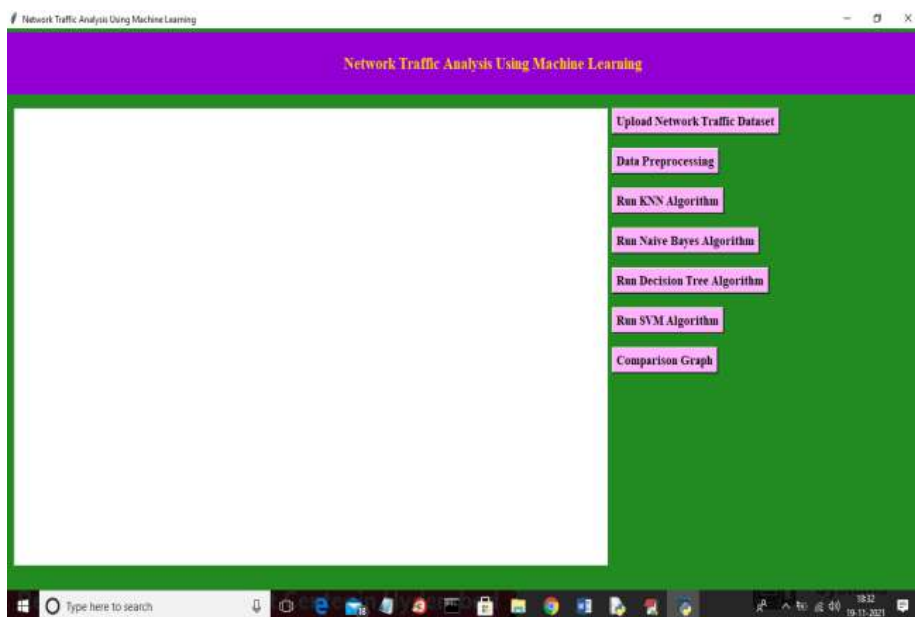 Network Traffic Analysis Using Machine Learning
Network Traffic Analysis Using Machine Learning
Upload Network Traffic Dataset
Data Preprocessing
Run KNN Algorithm
Run Naive Bayes Algorithm
Run Decision Tree Algorithm
Run SVM Algorithm
Comparison Graph
Type here to search
18:32
19-11-2021